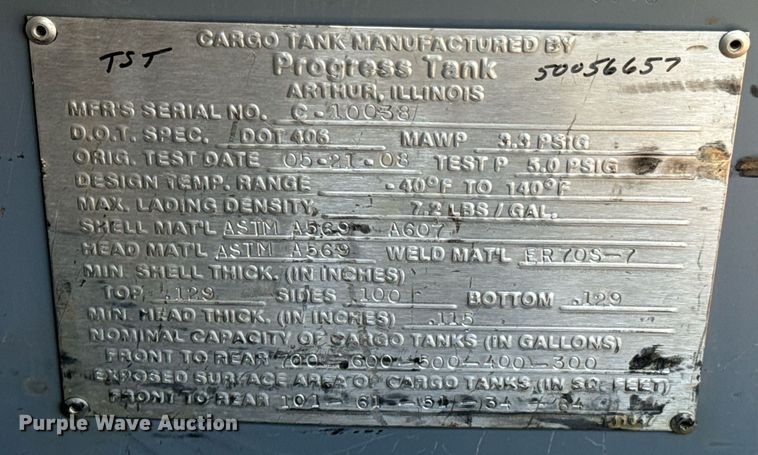 CARGO TANK MANUFACTURED BY
TST Progress Tank 50056657
ARTHUR, ILLINOIS
MFR'S SERIAL NO. C-10038
D.O.T. SPEC. DOT 406 MAWP 3.3 PSIG
ORIG. TEST DATE 05-21-08 TEST P 5.0 PSIG
DESIGN TEMP. RANGE -40°F TO 140°F
MAX. LADING DENSITY, 7.2 LBS/GAL.
SHELL MAT'L ASTM A569 - A607
HEAD MAT'L ASTM A569 WELD MAT'L ER70S-7
MIN. SHELL THICK. (IN INCHES)
TOP .129 SIDES .100 BOTTOM .129
MIN. HEAD THICK. (IN INCHES) .115
NOMINAL CAPACITY OF CARGO TANKS (IN GALLONS)
FRONT TO REAR 700-600-500-400-300
EXPOSED SURFACE AREA OF CARGO TANKS (IN SQ. FEET)
FRONT TO REAR 101 - 61 - 54 - 34 - 64
Purple Wave Auction